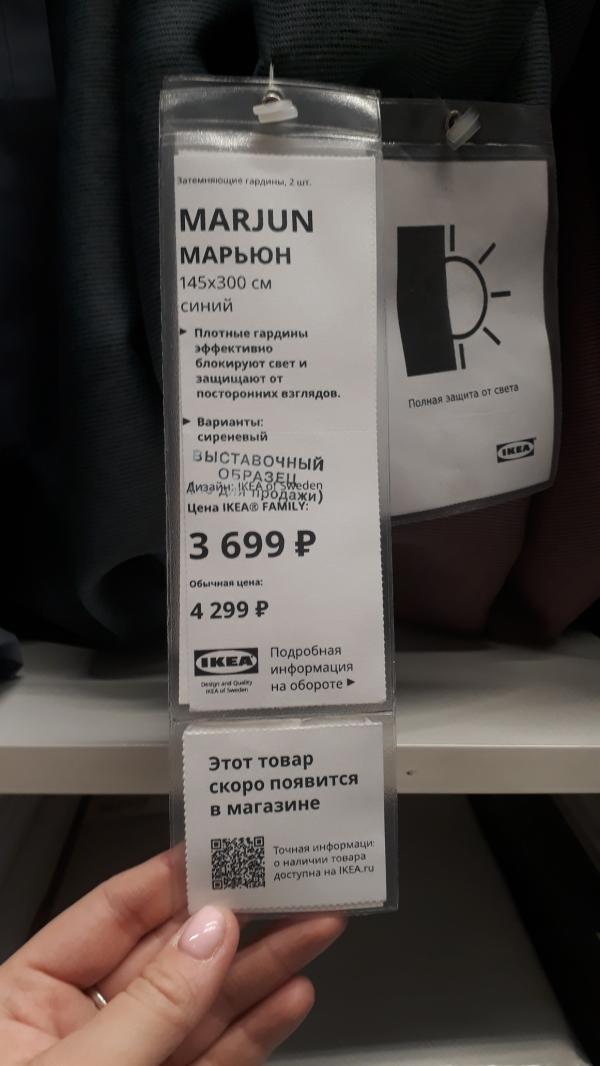 Затемняющие гардины, 2 шт.
MARJUN
МАРЬЮН
145x300 см
синий
Плотные гардины
эффективно
блокируют свет и
защищают от
посторонних взглядов.
Варианты:
сиреневый
ВЫСТАВОЧНЫЙ
ОБРАЗЕЦ
Дизайн: IKEA of Sweden
для продажи)
Цена IKEA® FAMILY:
3 699 ₽
Обычная цена:
4 299 ₽
IKEA
Design and Quality
IKEA of Sweden
Подробная
информация
на обороте
Этот товар
скоро появится
в магазине
Точная информаци
о наличии товара
доступна на IKEA.ru
Полная защита от света
IKEA